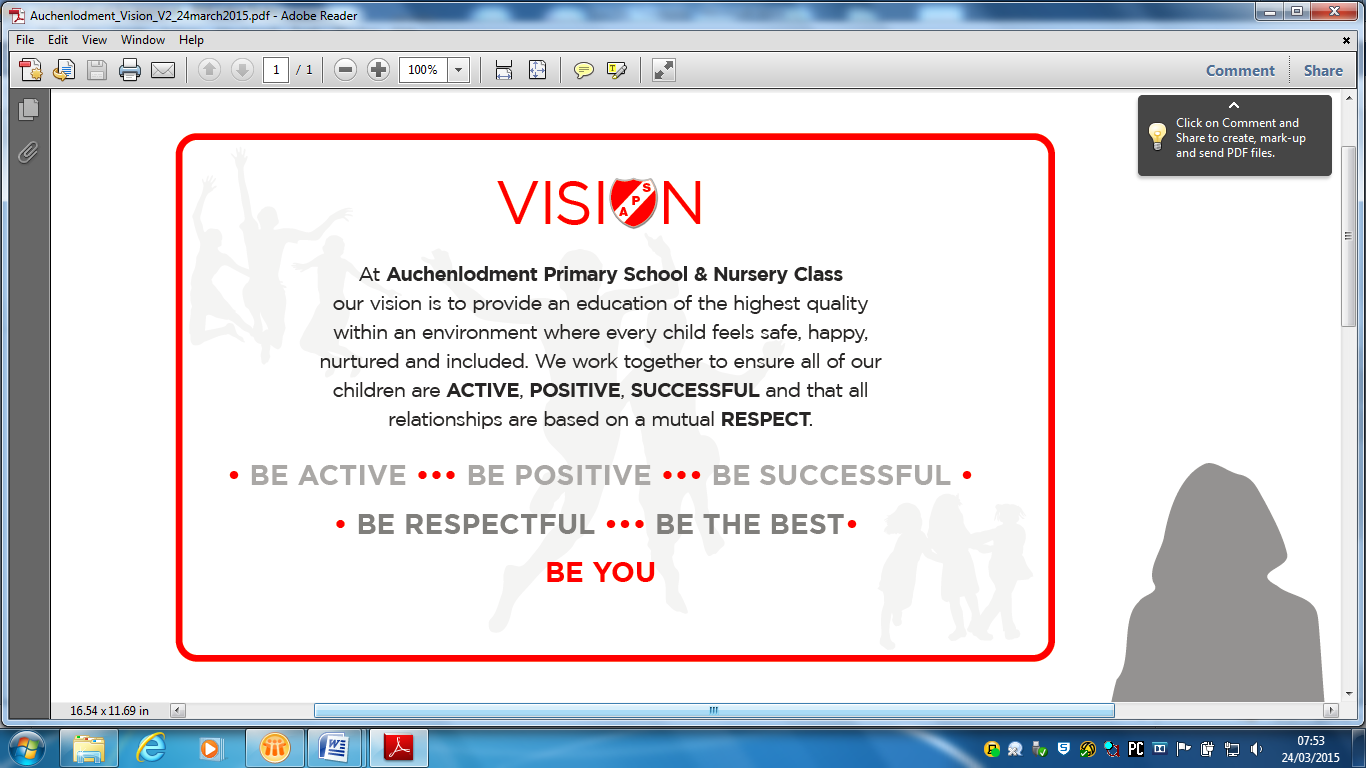 Auchenlodment_Vision_V2_24march2015.pdf - Adobe Reader
File Edit View Window Help
1 / 1 100% Comment Share
Click on Comment and
Share to create, mark-up
and send PDF files.
VISION
S
P
A
At Auchenlodment Primary School & Nursery Class
our vision is to provide an education of the highest quality
within an environment where every child feels safe, happy,
nurtured and included. We work together to ensure all of our
children are ACTIVE, POSITIVE, SUCCESSFUL and that all
relationships are based on a mutual RESPECT.
• BE ACTIVE ••• BE POSITIVE ••• BE SUCCESSFUL •
• BE RESPECTFUL ••• BE THE BEST•
BE YOU
16.54 x 11.69 in
PC
07:53
24/03/2015